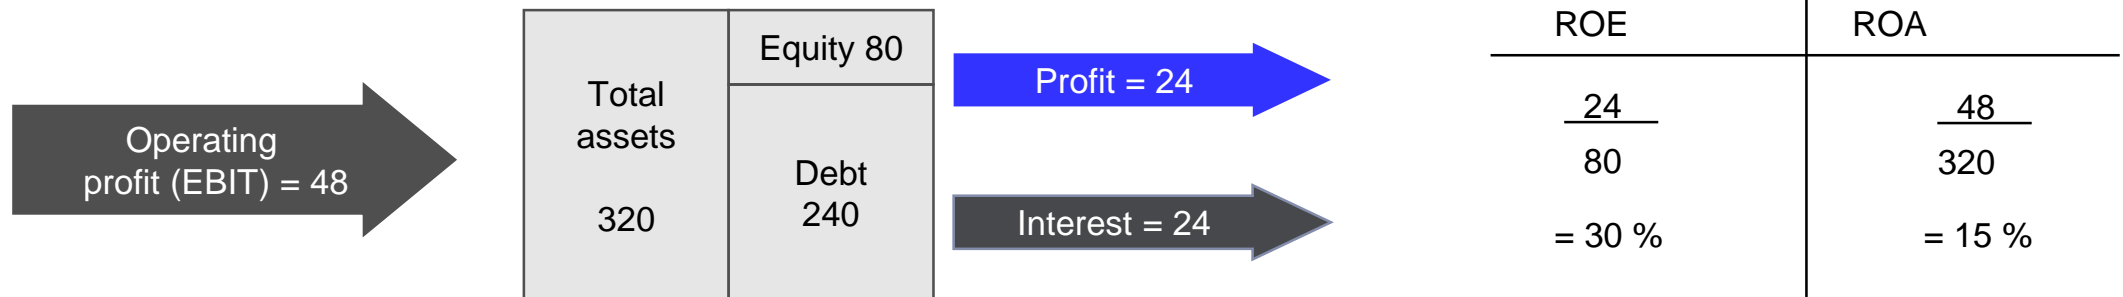 Operating
profit (EBIT) = 48
Total
assets
320
Equity 80
Debt
240
Profit = 24
Interest = 24
ROE
ROA
24
48
80
320
= 30 %
= 15 %